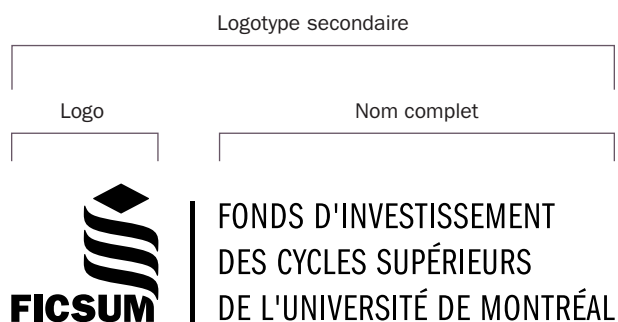 Logotype secondaire
Logo
Nom complet
FICSUM
FONDS D'INVESTISSEMENT
DES CYCLES SUPÉRIEURS
DE L'UNIVERSITÉ DE MONTRÉAL